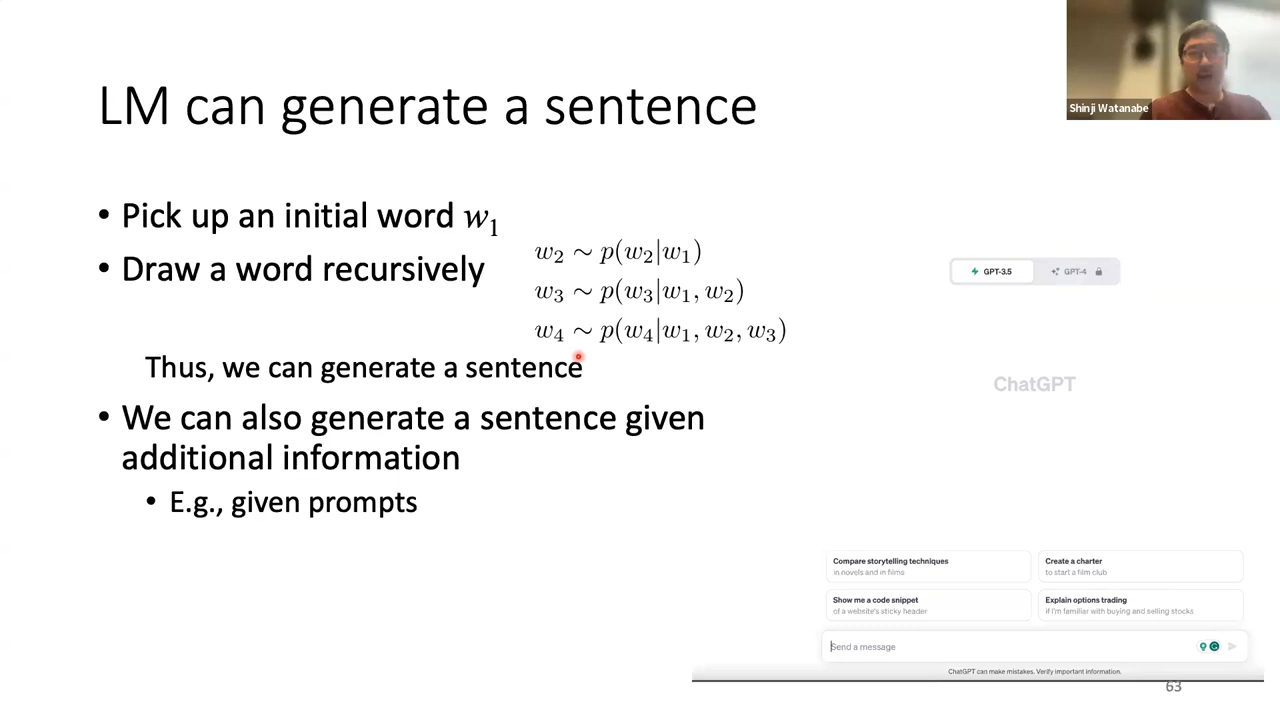 Shinji Watanabe
LM can generate a sentence
• Pick up an initial word w₁
• Draw a word recursively
w₂ ∼ p(w₂|w₁)
w₃ ∼ p(w₃|w₁, w₂)
w₄ ∼ p(w₄|w₁, w₂, w₃)
Thus, we can generate a sentence
• We can also generate a sentence given
additional information
• E.g., given prompts
GPT-3.5
GPT-4
ChatGPT
Compare storytelling techniques
in novels and in films
Create a charter
to start a film club
Show me a code snippet
of a website's sticky header
Explain options trading
if I'm familiar with buying and selling stocks
Send a message
ChatGPT can make mistakes. Verify important information.
63